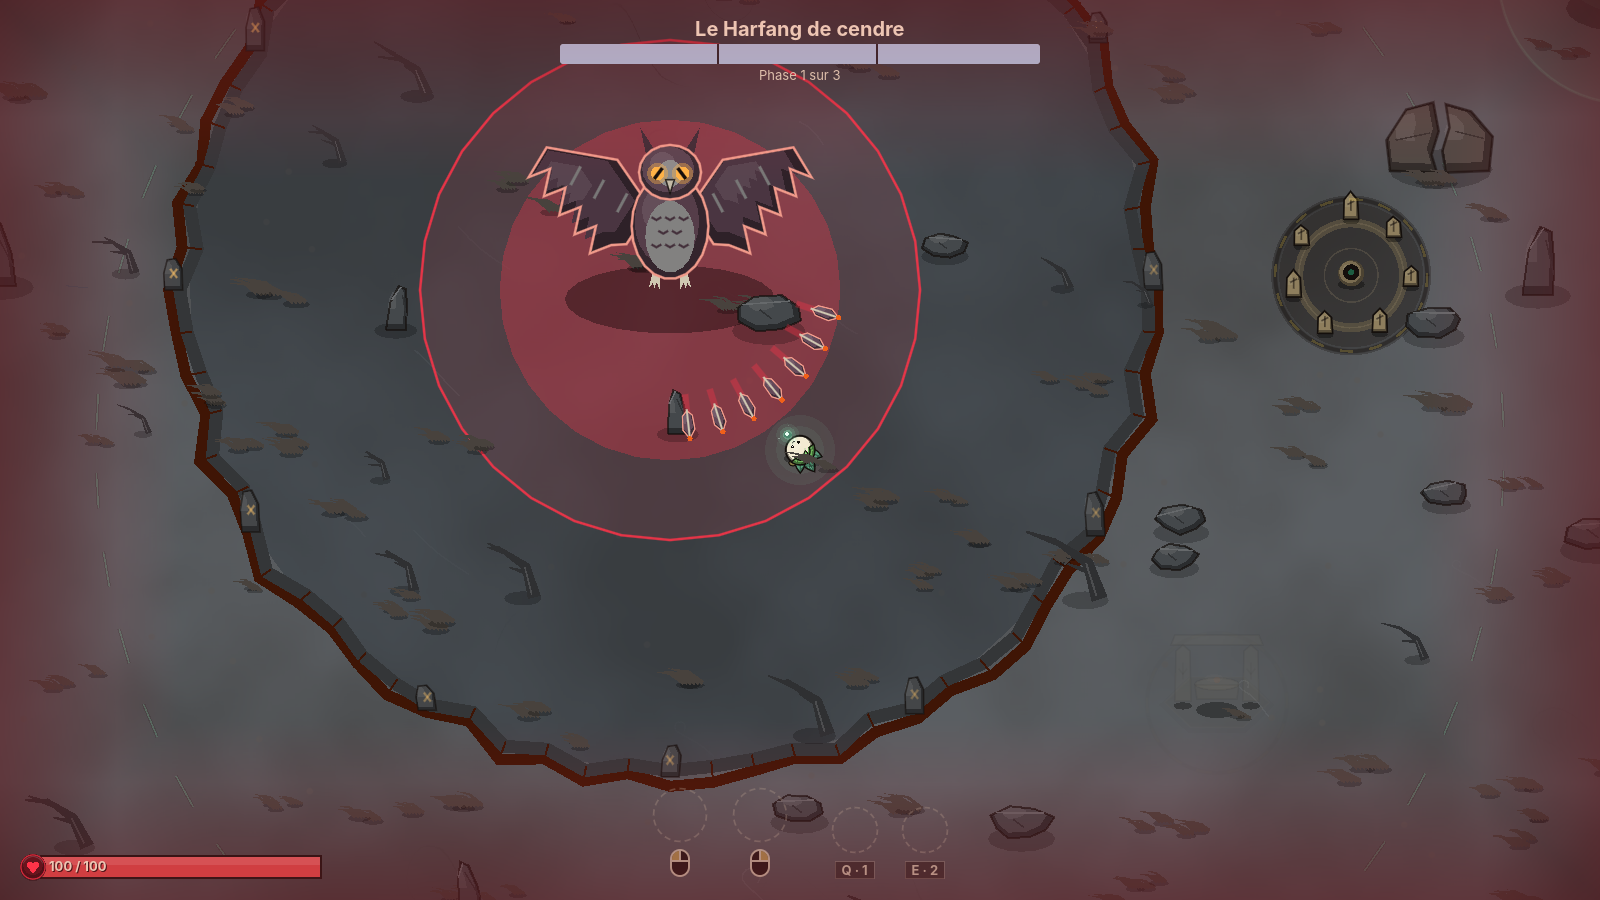 Le Harfang de cendre
Phase 1 sur 3
100 / 100
Q · 1
E · 2